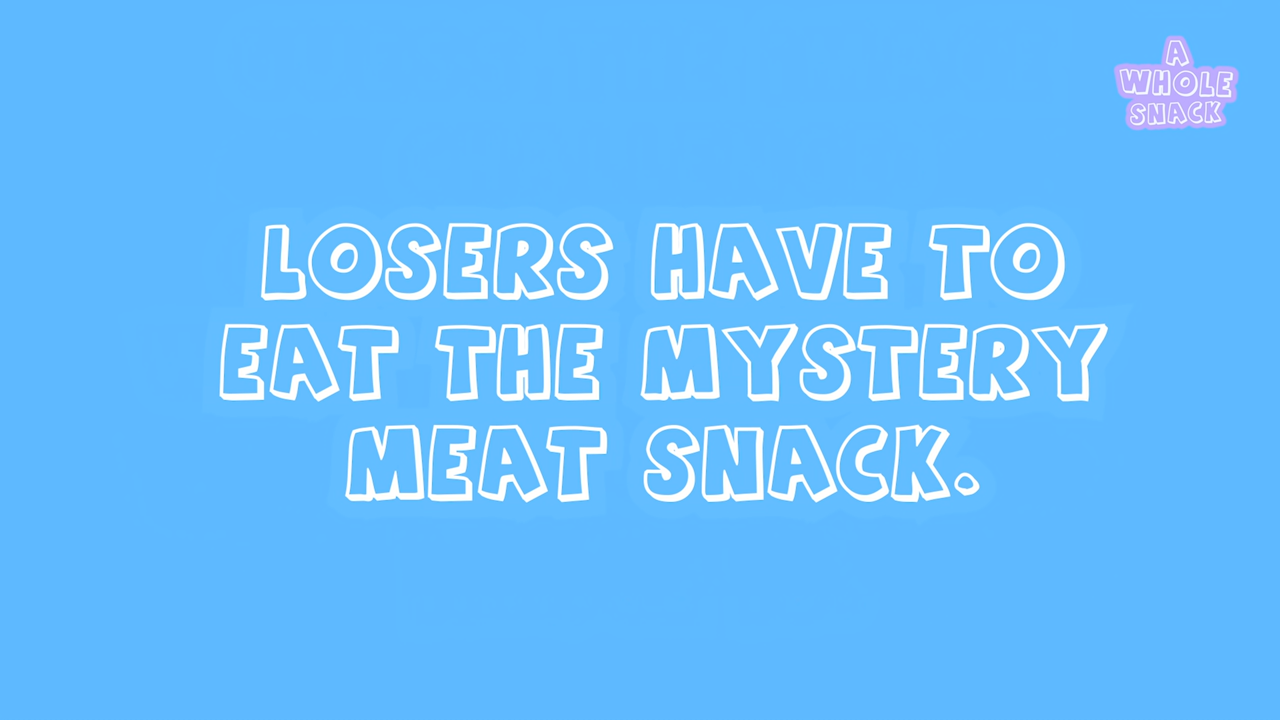 A
WHOLE
SNACK
LOSERS HAVE TO
EAT THE MYSTERY
MEAT SNACK.